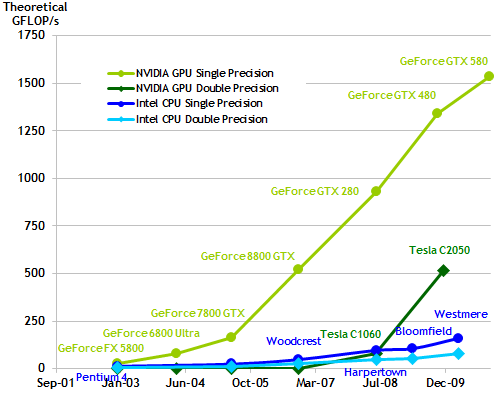 Theoretical
GFLOP/s
1750
1500
1250
1000
750
500
250
0
NVIDIA GPU Single Precision
NVIDIA GPU Double Precision
Intel CPU Single Precision
Intel CPU Double Precision
GeForce GTX 580
GeForce GTX 480
GeForce GTX 280
GeForce 8800 GTX
GeForce 7800 GTX
GeForce 6800 Ultra
GeForce FX 5800
Tesla C2050
Tesla C1060
Westmere
Bloomfield
Woodcrest
Harpertown
Pentium 4
Sep-01
Jan-03
Jun-04
Oct-05
Mar-07
Jul-08
Dec-09